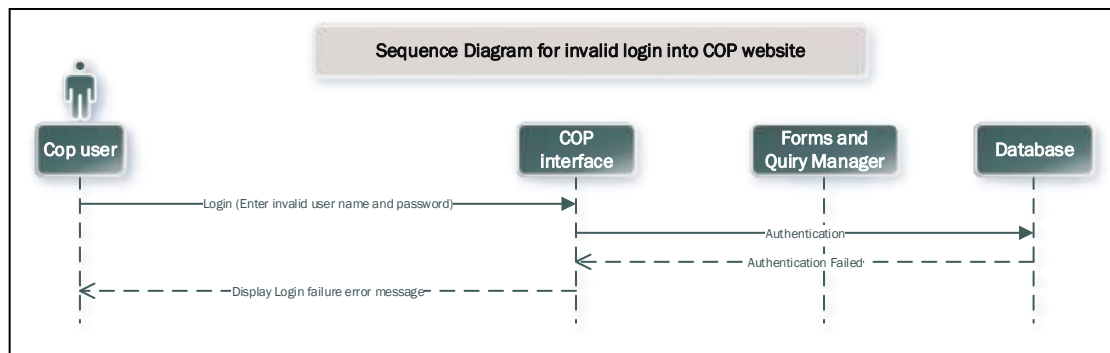 Sequence Diagram for invalid login into COP website
Cop user
COP
interface
Forms and
Quiry Manager
Database
Login (Enter invalid user name and password)
Authentication
Authentication Failed
Display Login failure error message